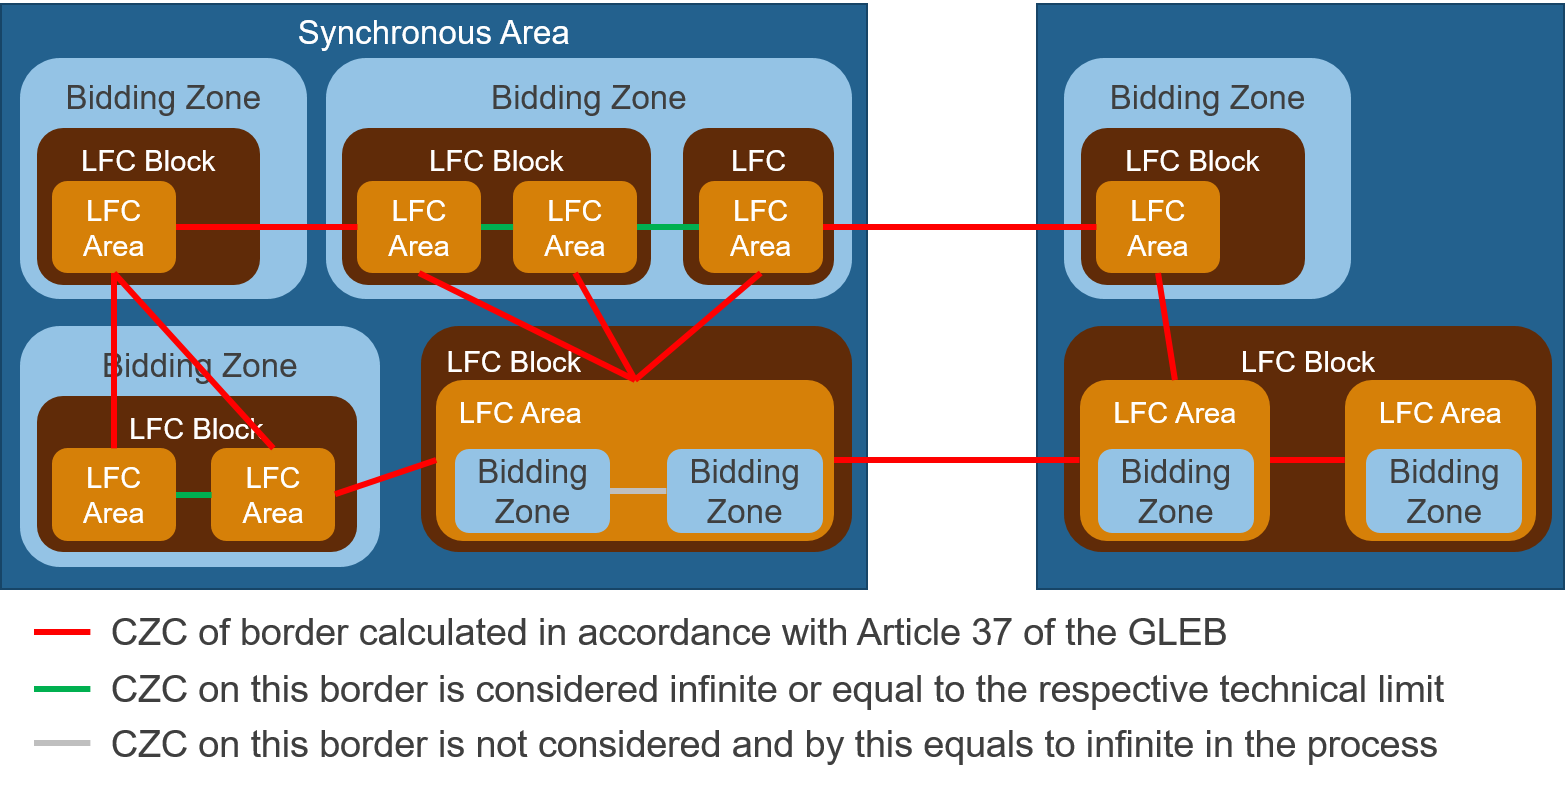 Synchronous Area
Bidding Zone
Bidding Zone
Bidding Zone
LFC Block
LFC Block
LFC
LFC Block
LFC
Area
LFC
Area
LFC
Area
LFC
Area
LFC
Area
Bidding Zone
LFC Block
LFC Block
LFC Area
LFC Area
LFC Area
LFC Block
LFC
Area
LFC
Area
Bidding
Zone
Bidding
Zone
Bidding
Zone
Bidding
Zone
CZC of border calculated in accordance with Article 37 of the GLEB
CZC on this border is considered infinite or equal to the respective technical limit
CZC on this border is not considered and by this equals to infinite in the process